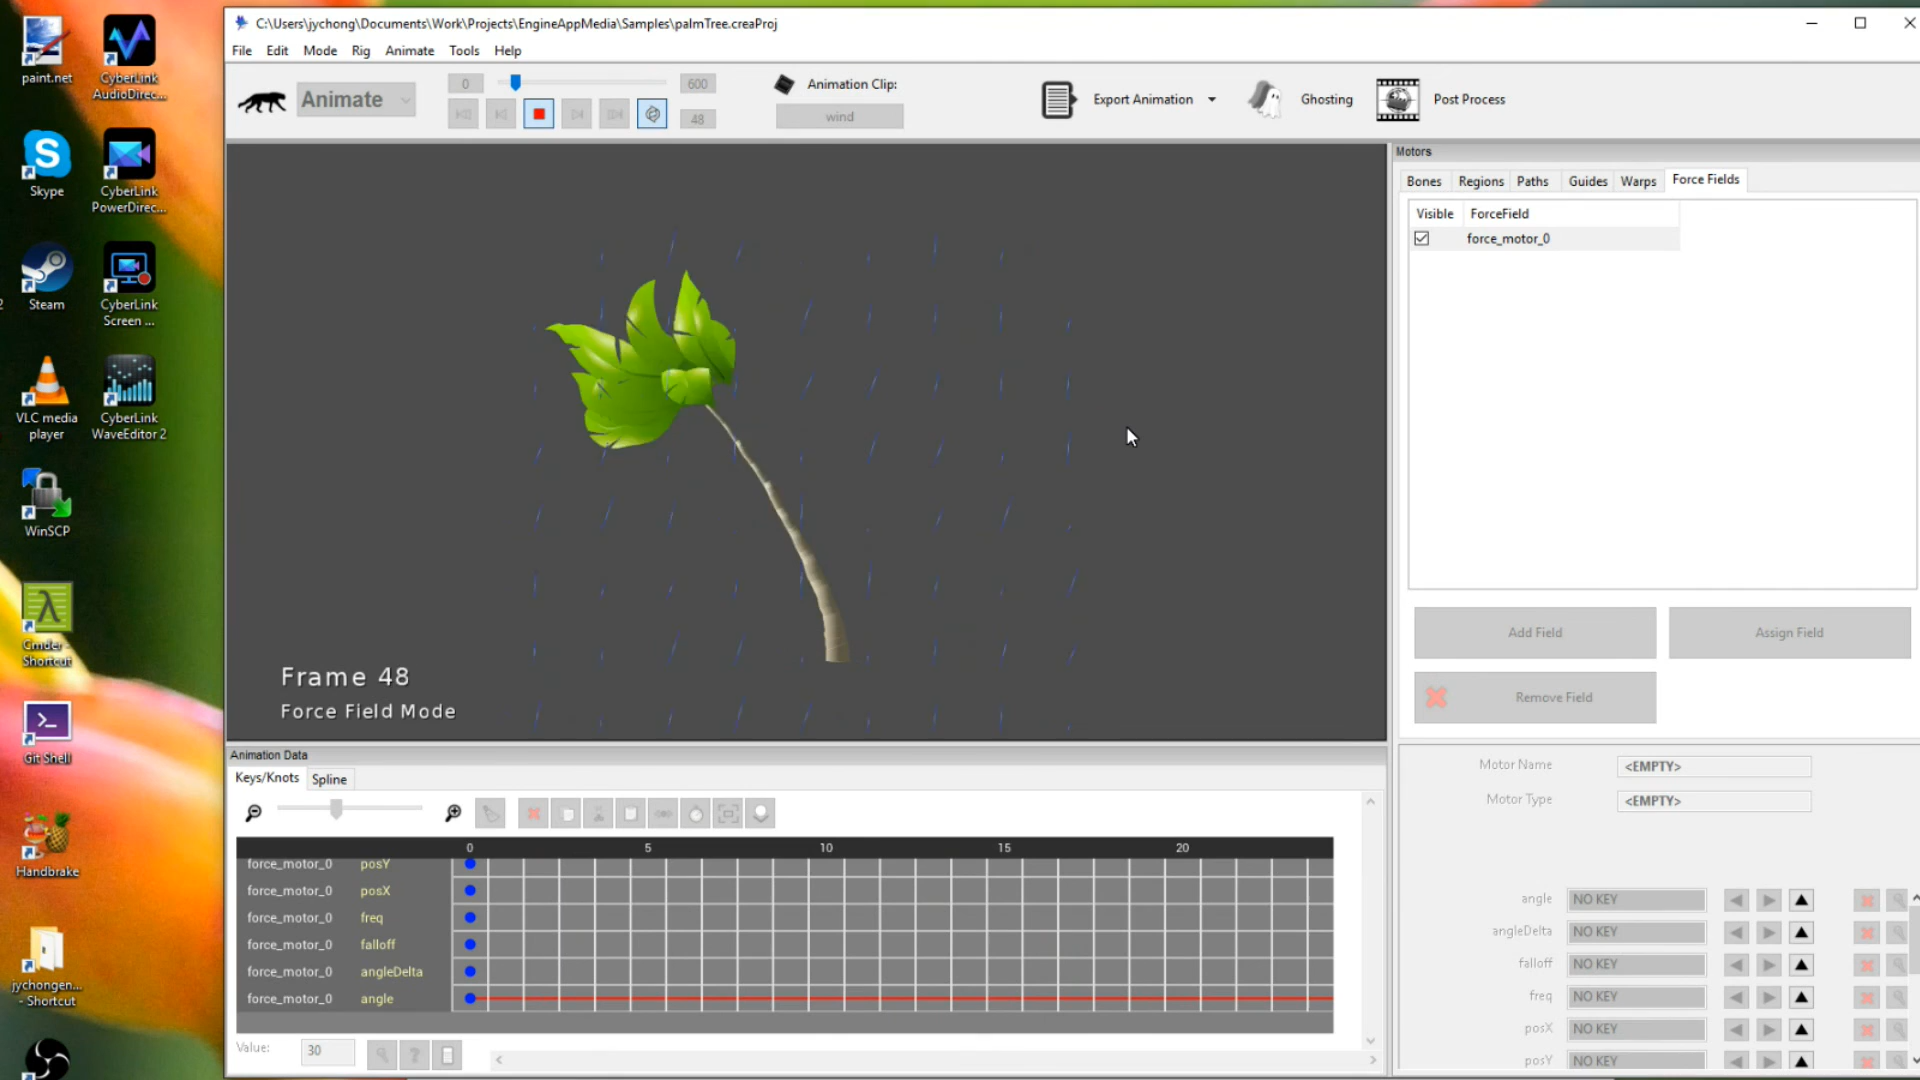 paint.net
CyberLink
AudioDirec...
Skype
CyberLink
PowerDirec...
Steam
CyberLink
Screen ...
VLC media
player
CyberLink
WaveEditor 2
WinSCP
Cmder -
Shortcut
Git Shell
Handbrake
jychongen...
- Shortcut
C:\Users\jychong\Documents\Work\Projects\EngineAppMedia\Samples\palmTree.creaProj
File Edit Mode Rig Animate Tools Help
Animate
0
600
48
Animation Clip:
wind
Export Animation
Ghosting
Post Process
Frame 48
Force Field Mode
Motors
Bones Regions Paths Guides Warps Force Fields
Visible ForceField
force_motor_0
Add Field
Assign Field
Remove Field
Motor Name <EMPTY>
Motor Type <EMPTY>
angle NO KEY
angleDelta NO KEY
falloff NO KEY
freq NO KEY
posX NO KEY
posY NO KEY
Animation Data
Keys/Knots Spline
0 5 10 15 20
force_motor_0 posY
force_motor_0 posX
force_motor_0 freq
force_motor_0 falloff
force_motor_0 angleDelta
force_motor_0 angle
Value: 30